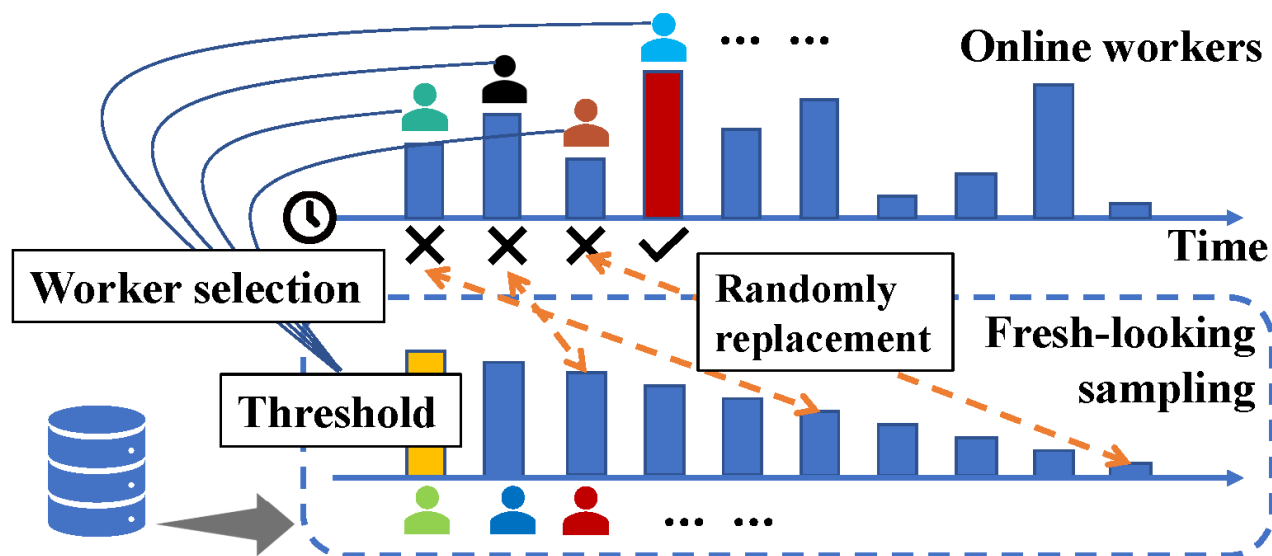 ... ...
Online workers
Time
Worker selection
Randomly
replacement
Fresh-looking
sampling
Threshold
... ...